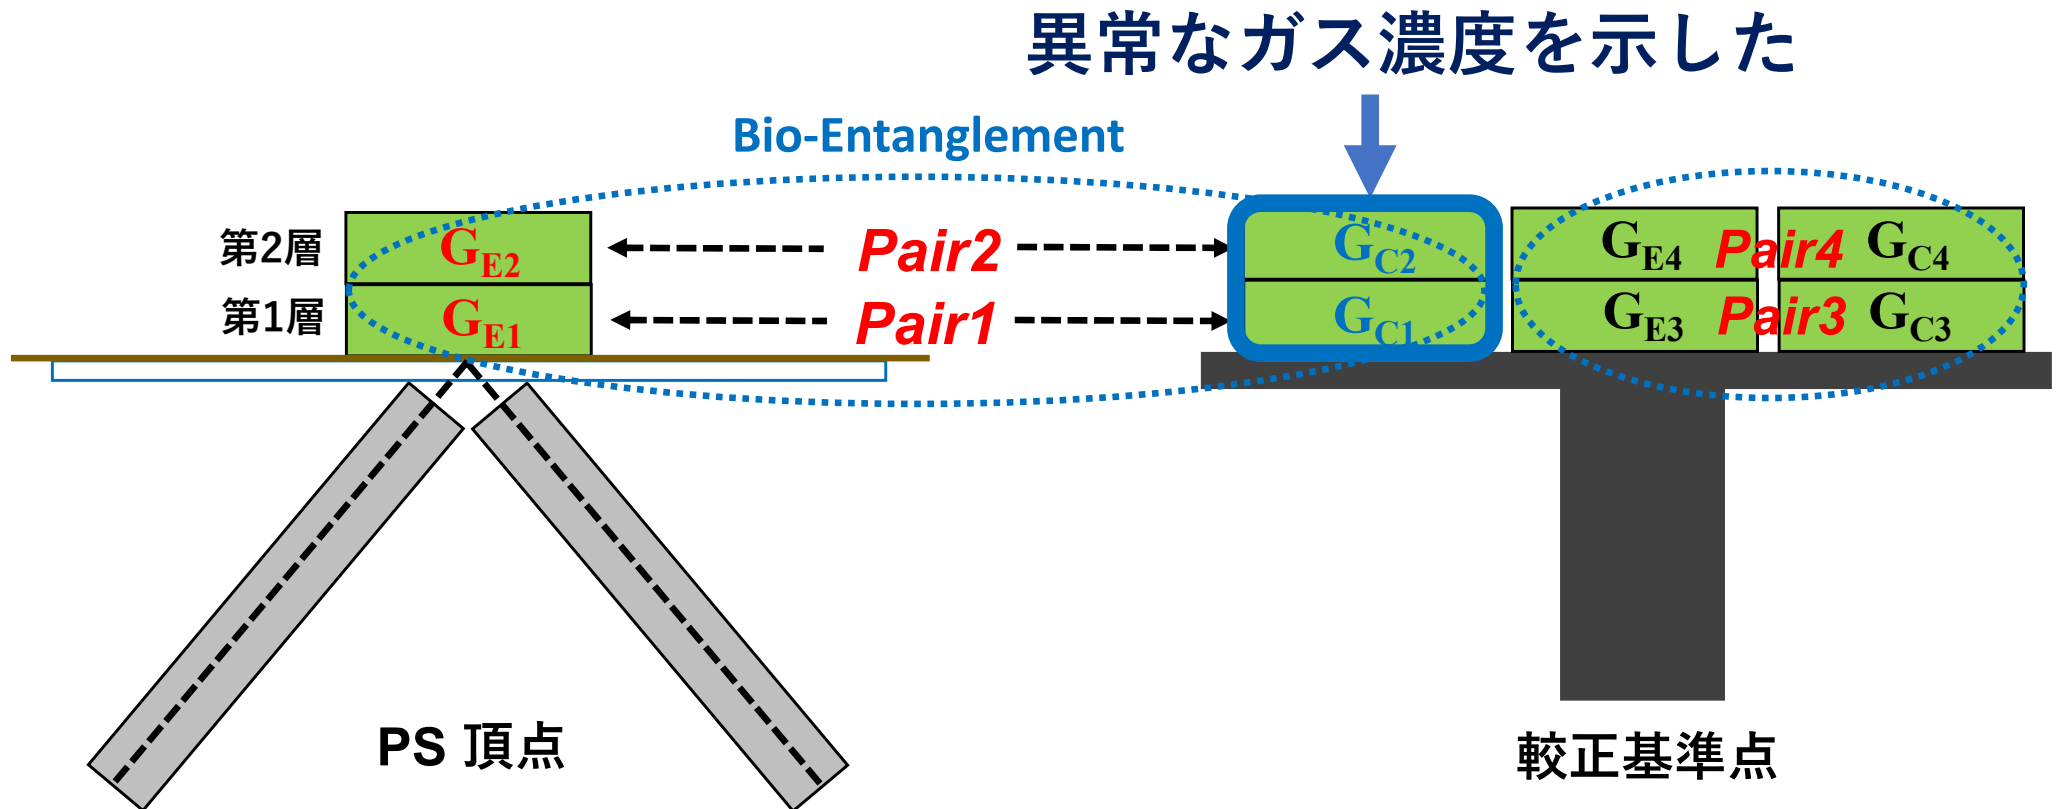 異常なガス濃度を示した
Bio-Entanglement
第2層
GE2
Pair2
GC2
GE4
Pair4
GC4
第1層
GE1
Pair1
GC1
GE3
Pair3
GC3
PS 頂点
較正基準点